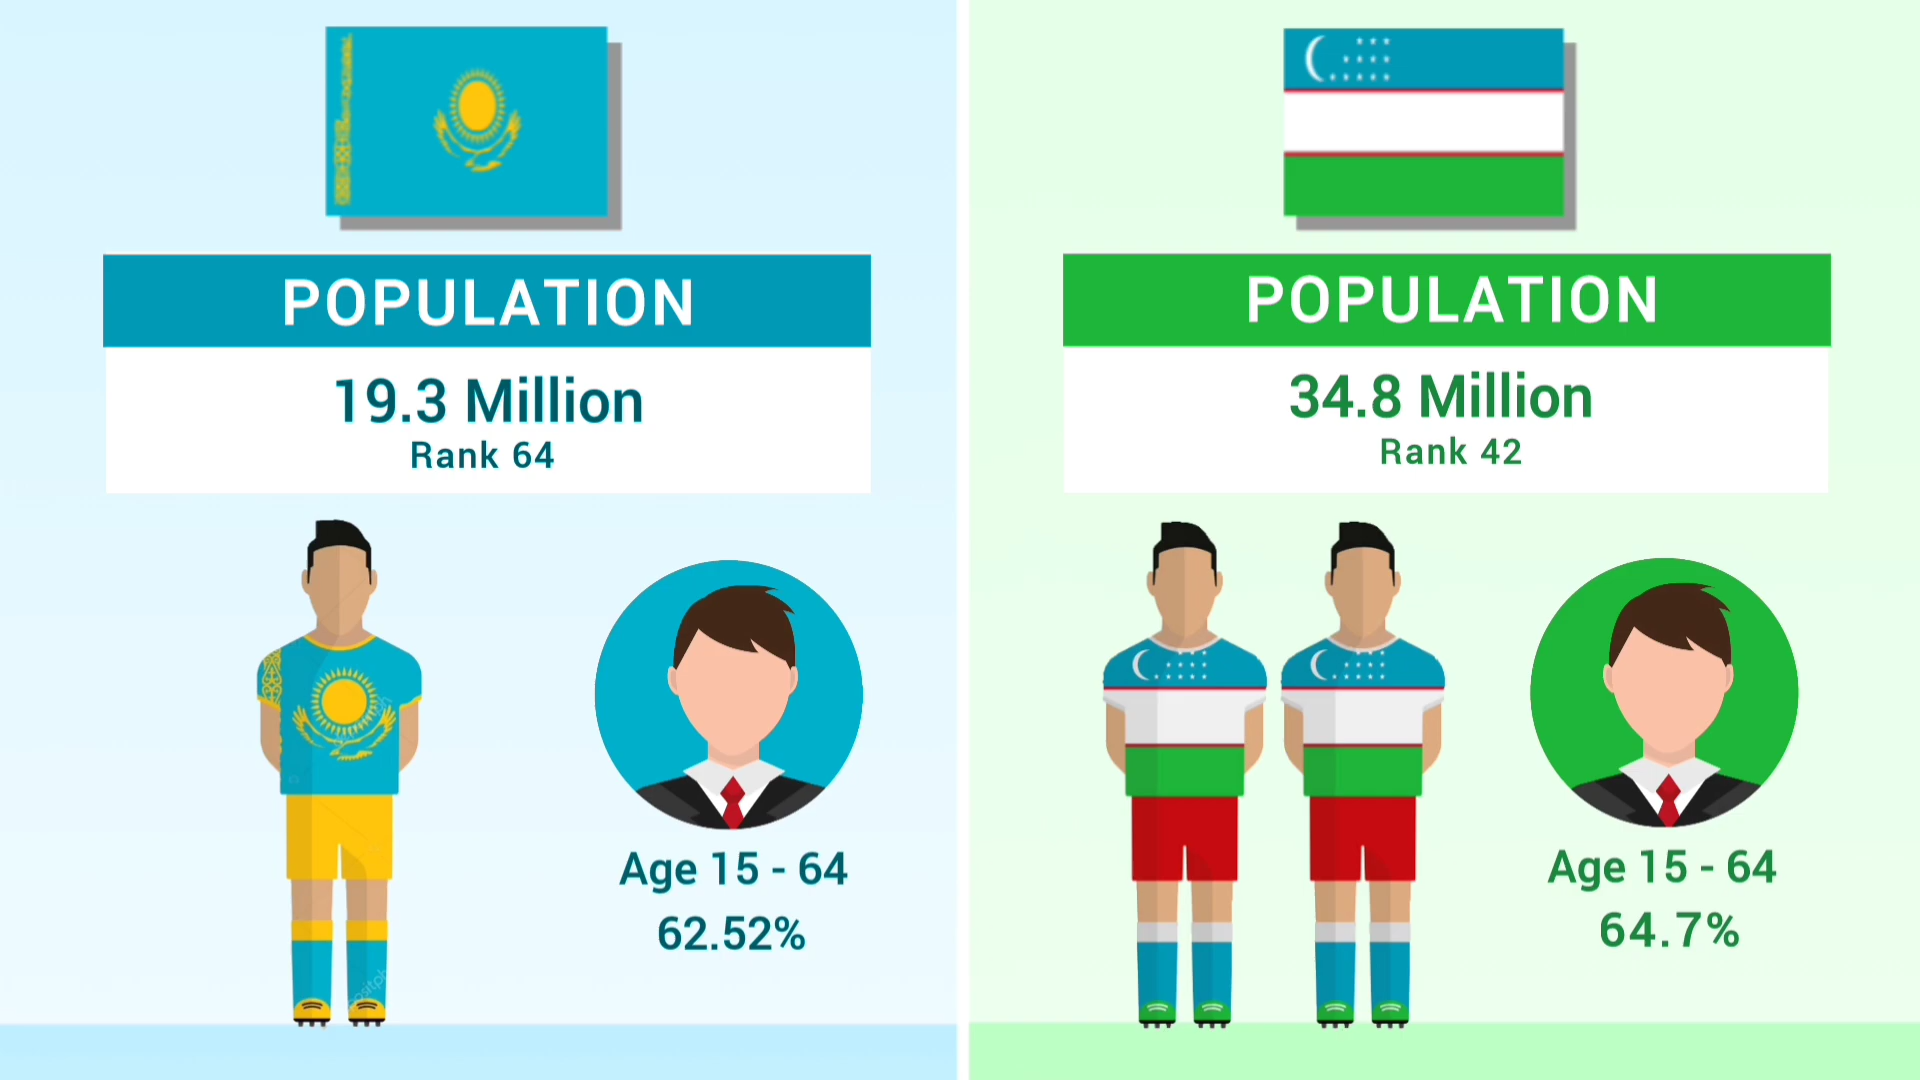 POPULATION
19.3 Million
Rank 64
Age 15 - 64
62.52%
POPULATION
34.8 Million
Rank 42
Age 15 - 64
64.7%